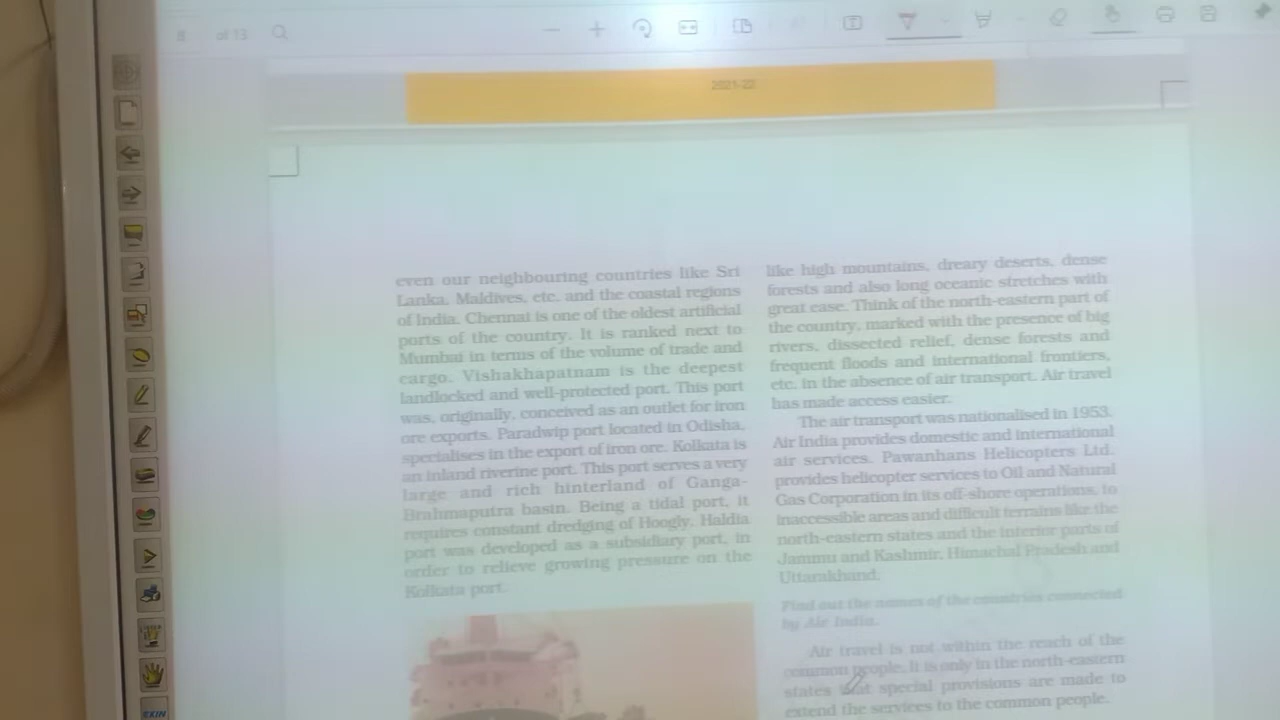 8 of 13
2021-22
even our neighbouring countries like Sri
Lanka, Maldives, etc. and the coastal regions
of India. Chennai is one of the oldest artificial
ports of the country. It is ranked next to
Mumbai in terms of the volume of trade and
cargo. Vishakhapatnam is the deepest
landlocked and well-protected port. This port
was, originally, conceived as an outlet for iron
ore exports. Paradwip port located in Odisha,
specialises in the export of iron ore. Kolkata is
an inland riverine port. This port serves a very
large and rich hinterland of Ganga-
Brahmaputra basin. Being a tidal port, it
requires constant dredging of Hoogly. Haldia
port was developed as a subsidiary port, in
order to relieve growing pressure on the
Kolkata port.
like high mountains, dreary deserts, dense
forests and also long oceanic stretches with
great ease. Think of the north-eastern part of
the country, marked with the presence of big
rivers, dissected relief, dense forests and
frequent floods and international frontiers,
etc. in the absence of air transport. Air travel
has made access easier.
The air transport was nationalised in 1953.
Air India provides domestic and international
air services. Pawanhans Helicopters Ltd.
provides helicopter services to Oil and Natural
Gas Corporation in its off-shore operations, to
inaccessible areas and difficult terrains like the
north-eastern states and the interior parts of
Jammu and Kashmir, Himachal Pradesh and
Uttarakhand.
Find out the names of the countries connected
by Air India.
Air travel is not within the reach of the
common people. It is only in the north-eastern
states that special provisions are made to
extend the services to the common people.